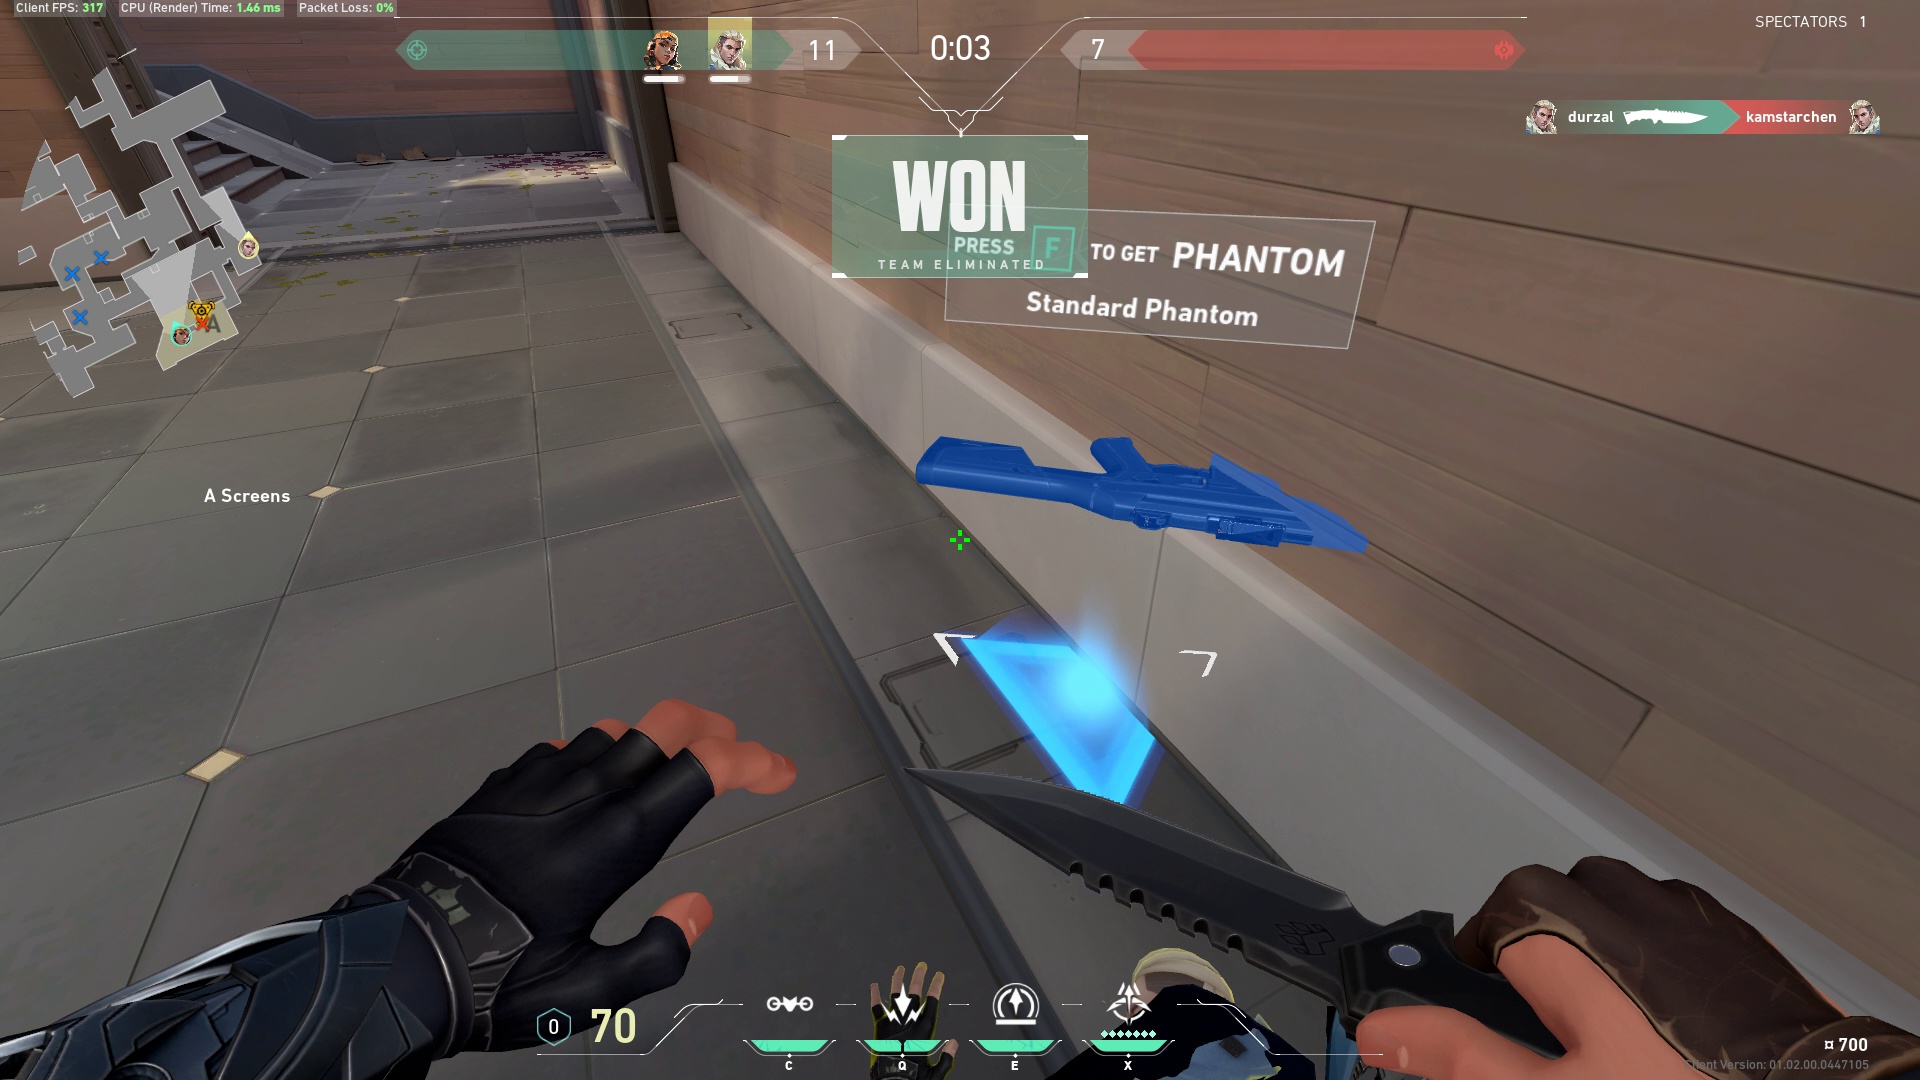 Client FPS: 317 CPU (Render) Time: 1.46 ms Packet Loss: 0%
SPECTATORS 1
11 0:03 7
durzal kamstarchen
WON
TEAM ELIMINATED
PRESS F TO GET PHANTOM
Standard Phantom
A
A Screens
0 70
C Q E X
¤ 700
Client Version: 01.02.00.0447105